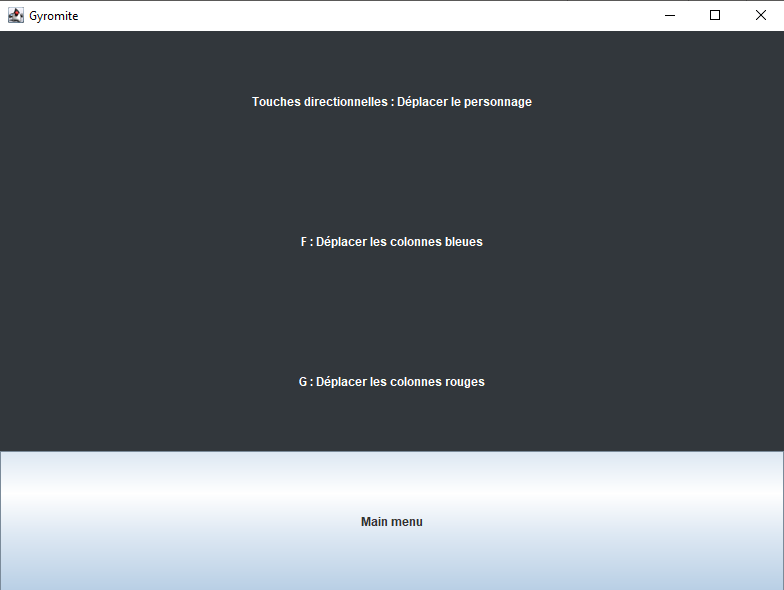 Gyromite
Touches directionnelles : Déplacer le personnage
F : Déplacer les colonnes bleues
G : Déplacer les colonnes rouges
Main menu